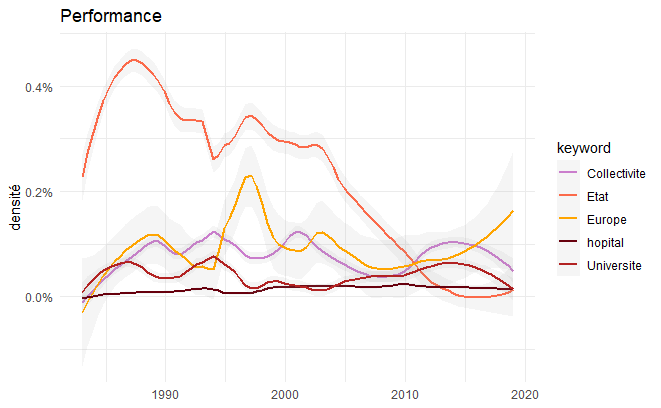 Performance
densité
0.4%
0.2%
0.0%
1990
2000
2010
2020
keyword
Collectivite
Etat
Europe
hopital
Universite